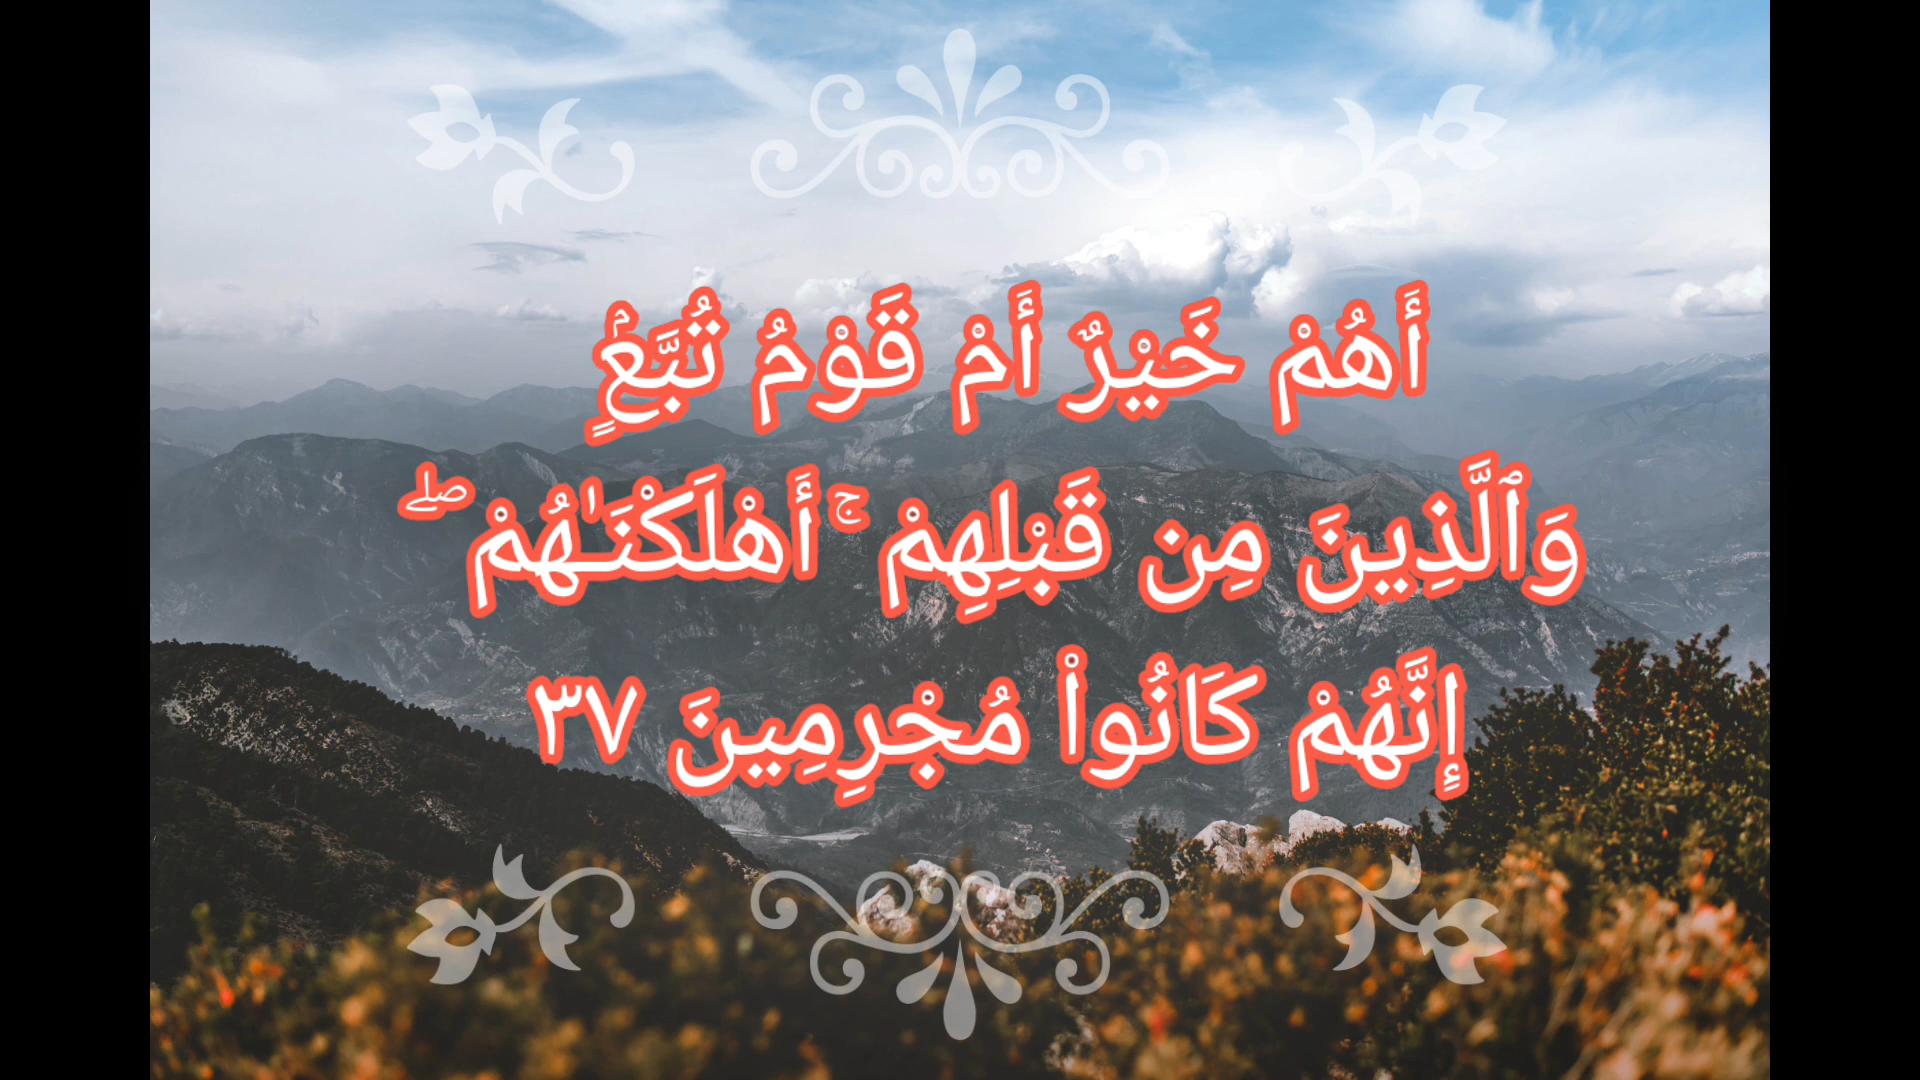 أَهُمْ خَيْرٌ أَمْ قَوْمُ تُبَّعٍۢ
وَٱلَّذِينَ مِن قَبْلِهِمْ ۚ أَهْلَكْنَـٰهُمْ ۖ
إِنَّهُمْ كَانُوا۟ مُجْرِمِينَ ٣٧